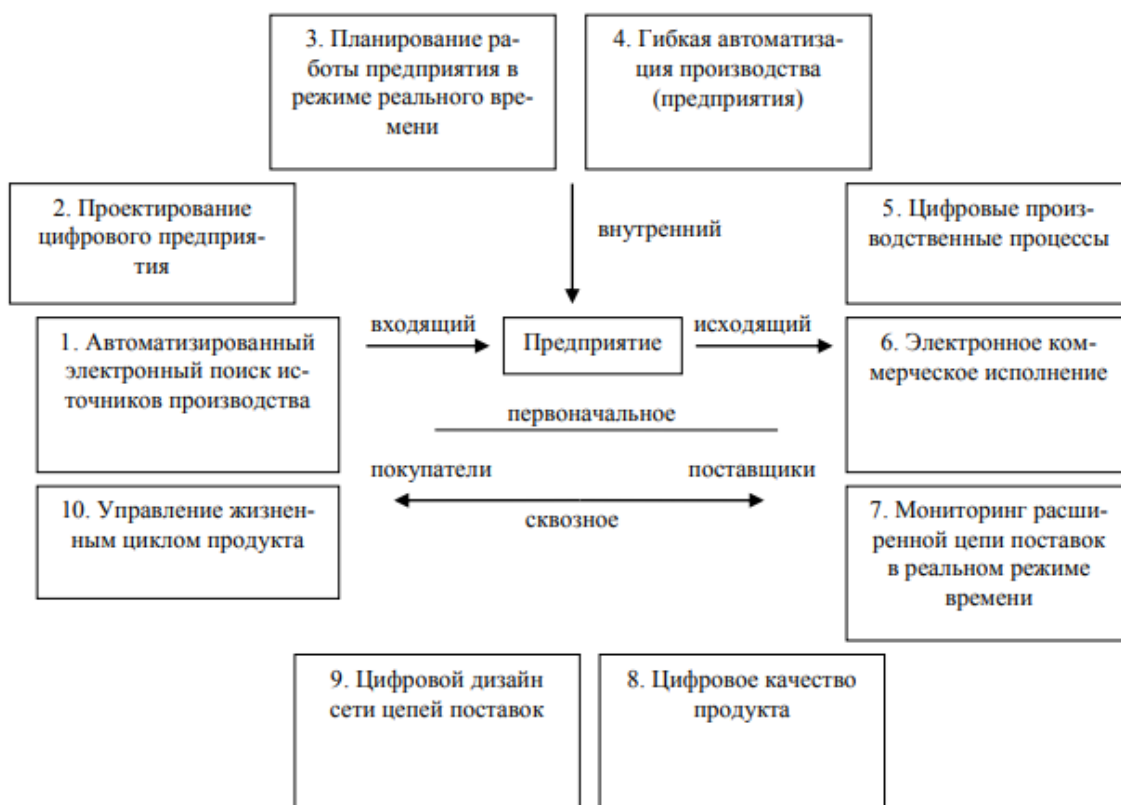 3. Планирование ра-
боты предприятия в
режиме реального вре-
мени
4. Гибкая автоматиза-
ция производства
(предприятия)
2. Проектирование
цифрового предприя-
тия
внутренний
5. Цифровые произ-
водственные процессы
1. Автоматизированный
электронный поиск ис-
точников производства
входящий
Предприятие
исходящий
6. Электронное ком-
мерческое исполнение
первоначальное
покупатели
поставщики
сквозное
10. Управление жизнен-
ным циклом продукта
7. Мониторинг расши-
ренной цепи поставок
в реальном режиме
времени
9. Цифровой дизайн
сети цепей поставок
8. Цифровое качество
продукта